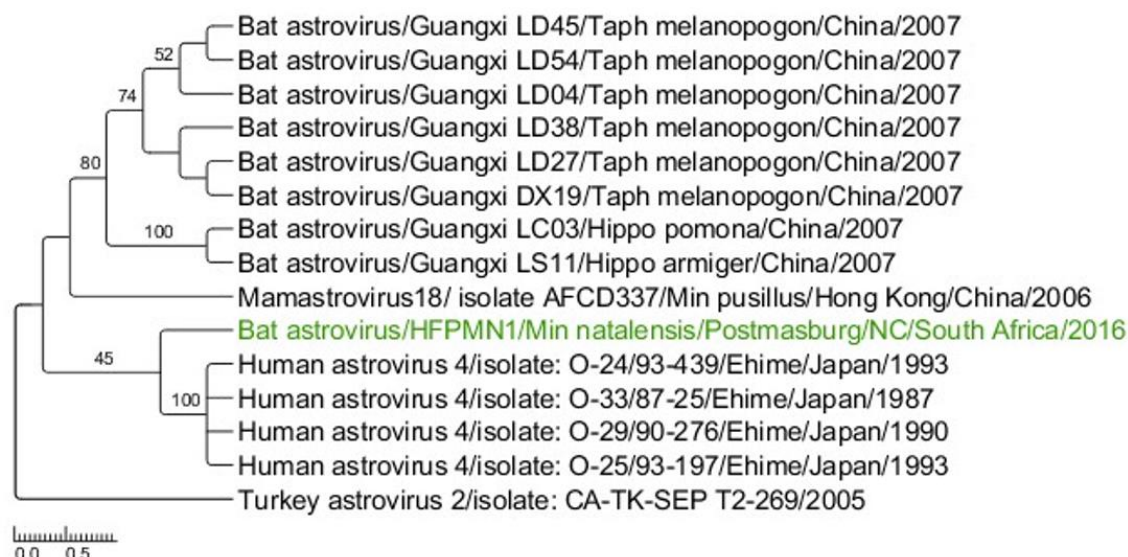 Bat astrovirus/Guangxi LD45/Taph melanopogon/China/2007
52
Bat astrovirus/Guangxi LD54/Taph melanopogon/China/2007
74
Bat astrovirus/Guangxi LD04/Taph melanopogon/China/2007
Bat astrovirus/Guangxi LD38/Taph melanopogon/China/2007
80
Bat astrovirus/Guangxi LD27/Taph melanopogon/China/2007
Bat astrovirus/Guangxi DX19/Taph melanopogon/China/2007
100
Bat astrovirus/Guangxi LC03/Hippo pomona/China/2007
Bat astrovirus/Guangxi LS11/Hippo armiger/China/2007
Mamastrovirus18/ isolate AFCD337/Min pusillus/Hong Kong/China/2006
Bat astrovirus/HFPMN1/Min natalensis/Postmasburg/NC/South Africa/2016
45
Human astrovirus 4/isolate: O-24/93-439/Ehime/Japan/1993
100
Human astrovirus 4/isolate: O-33/87-25/Ehime/Japan/1987
Human astrovirus 4/isolate: O-29/90-276/Ehime/Japan/1990
Human astrovirus 4/isolate: O-25/93-197/Ehime/Japan/1993
Turkey astrovirus 2/isolate: CA-TK-SEP T2-269/2005
0.0 0.5